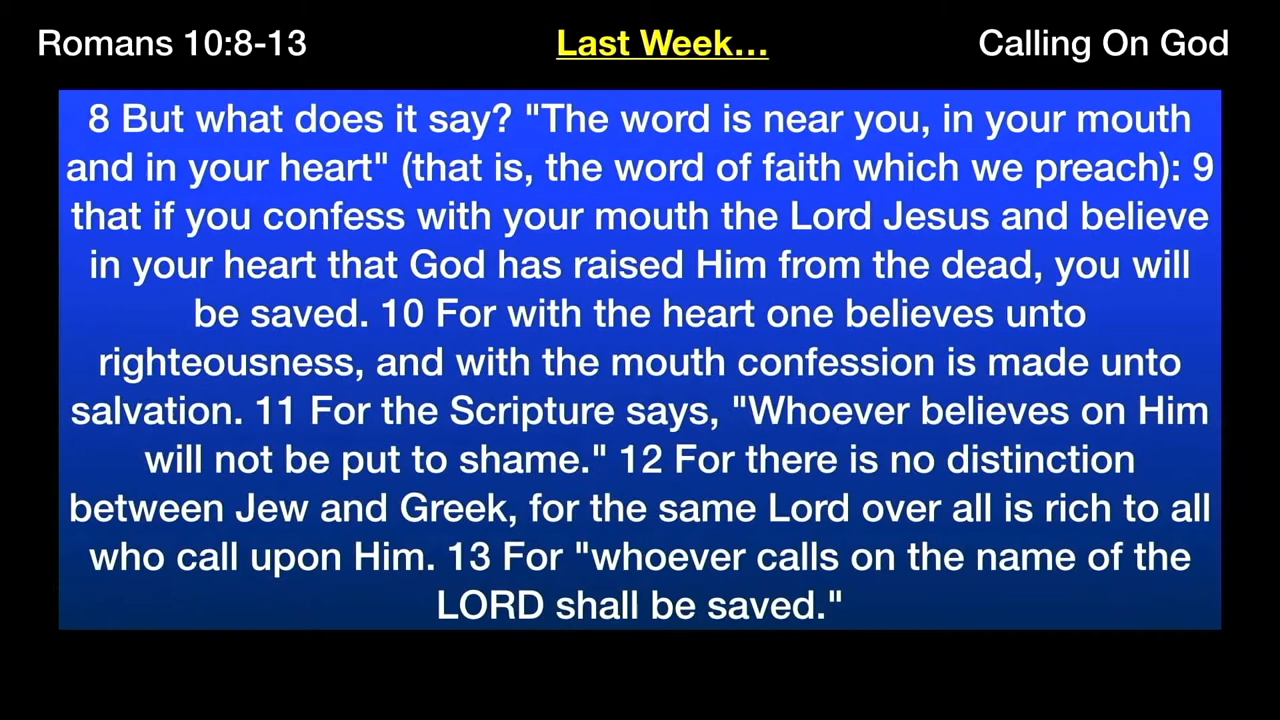 Romans 10:8-13
Last Week...
Calling On God
8 But what does it say? "The word is near you, in your mouth
and in your heart" (that is, the word of faith which we preach): 9
that if you confess with your mouth the Lord Jesus and believe
in your heart that God has raised Him from the dead, you will
be saved. 10 For with the heart one believes unto
righteousness, and with the mouth confession is made unto
salvation. 11 For the Scripture says, "Whoever believes on Him
will not be put to shame." 12 For there is no distinction
between Jew and Greek, for the same Lord over all is rich to all
who call upon Him. 13 For "whoever calls on the name of the
LORD shall be saved."